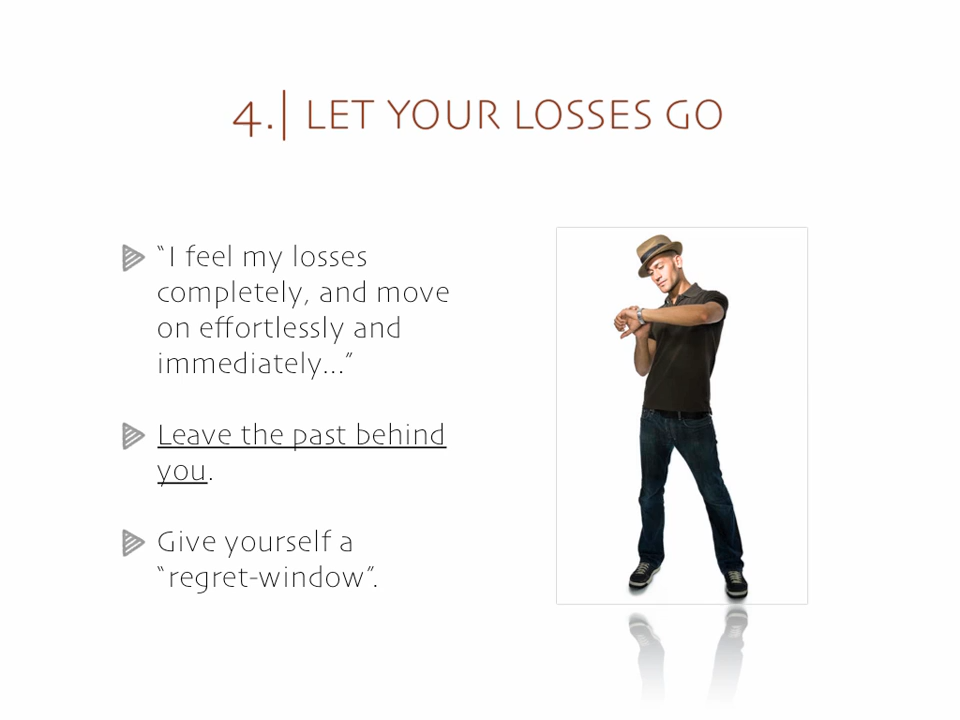 4.| LET YOUR LOSSES GO
“I feel my losses
completely, and move
on effortlessly and
immediately...”
Leave the past behind
you.
Give yourself a
“regret-window”.